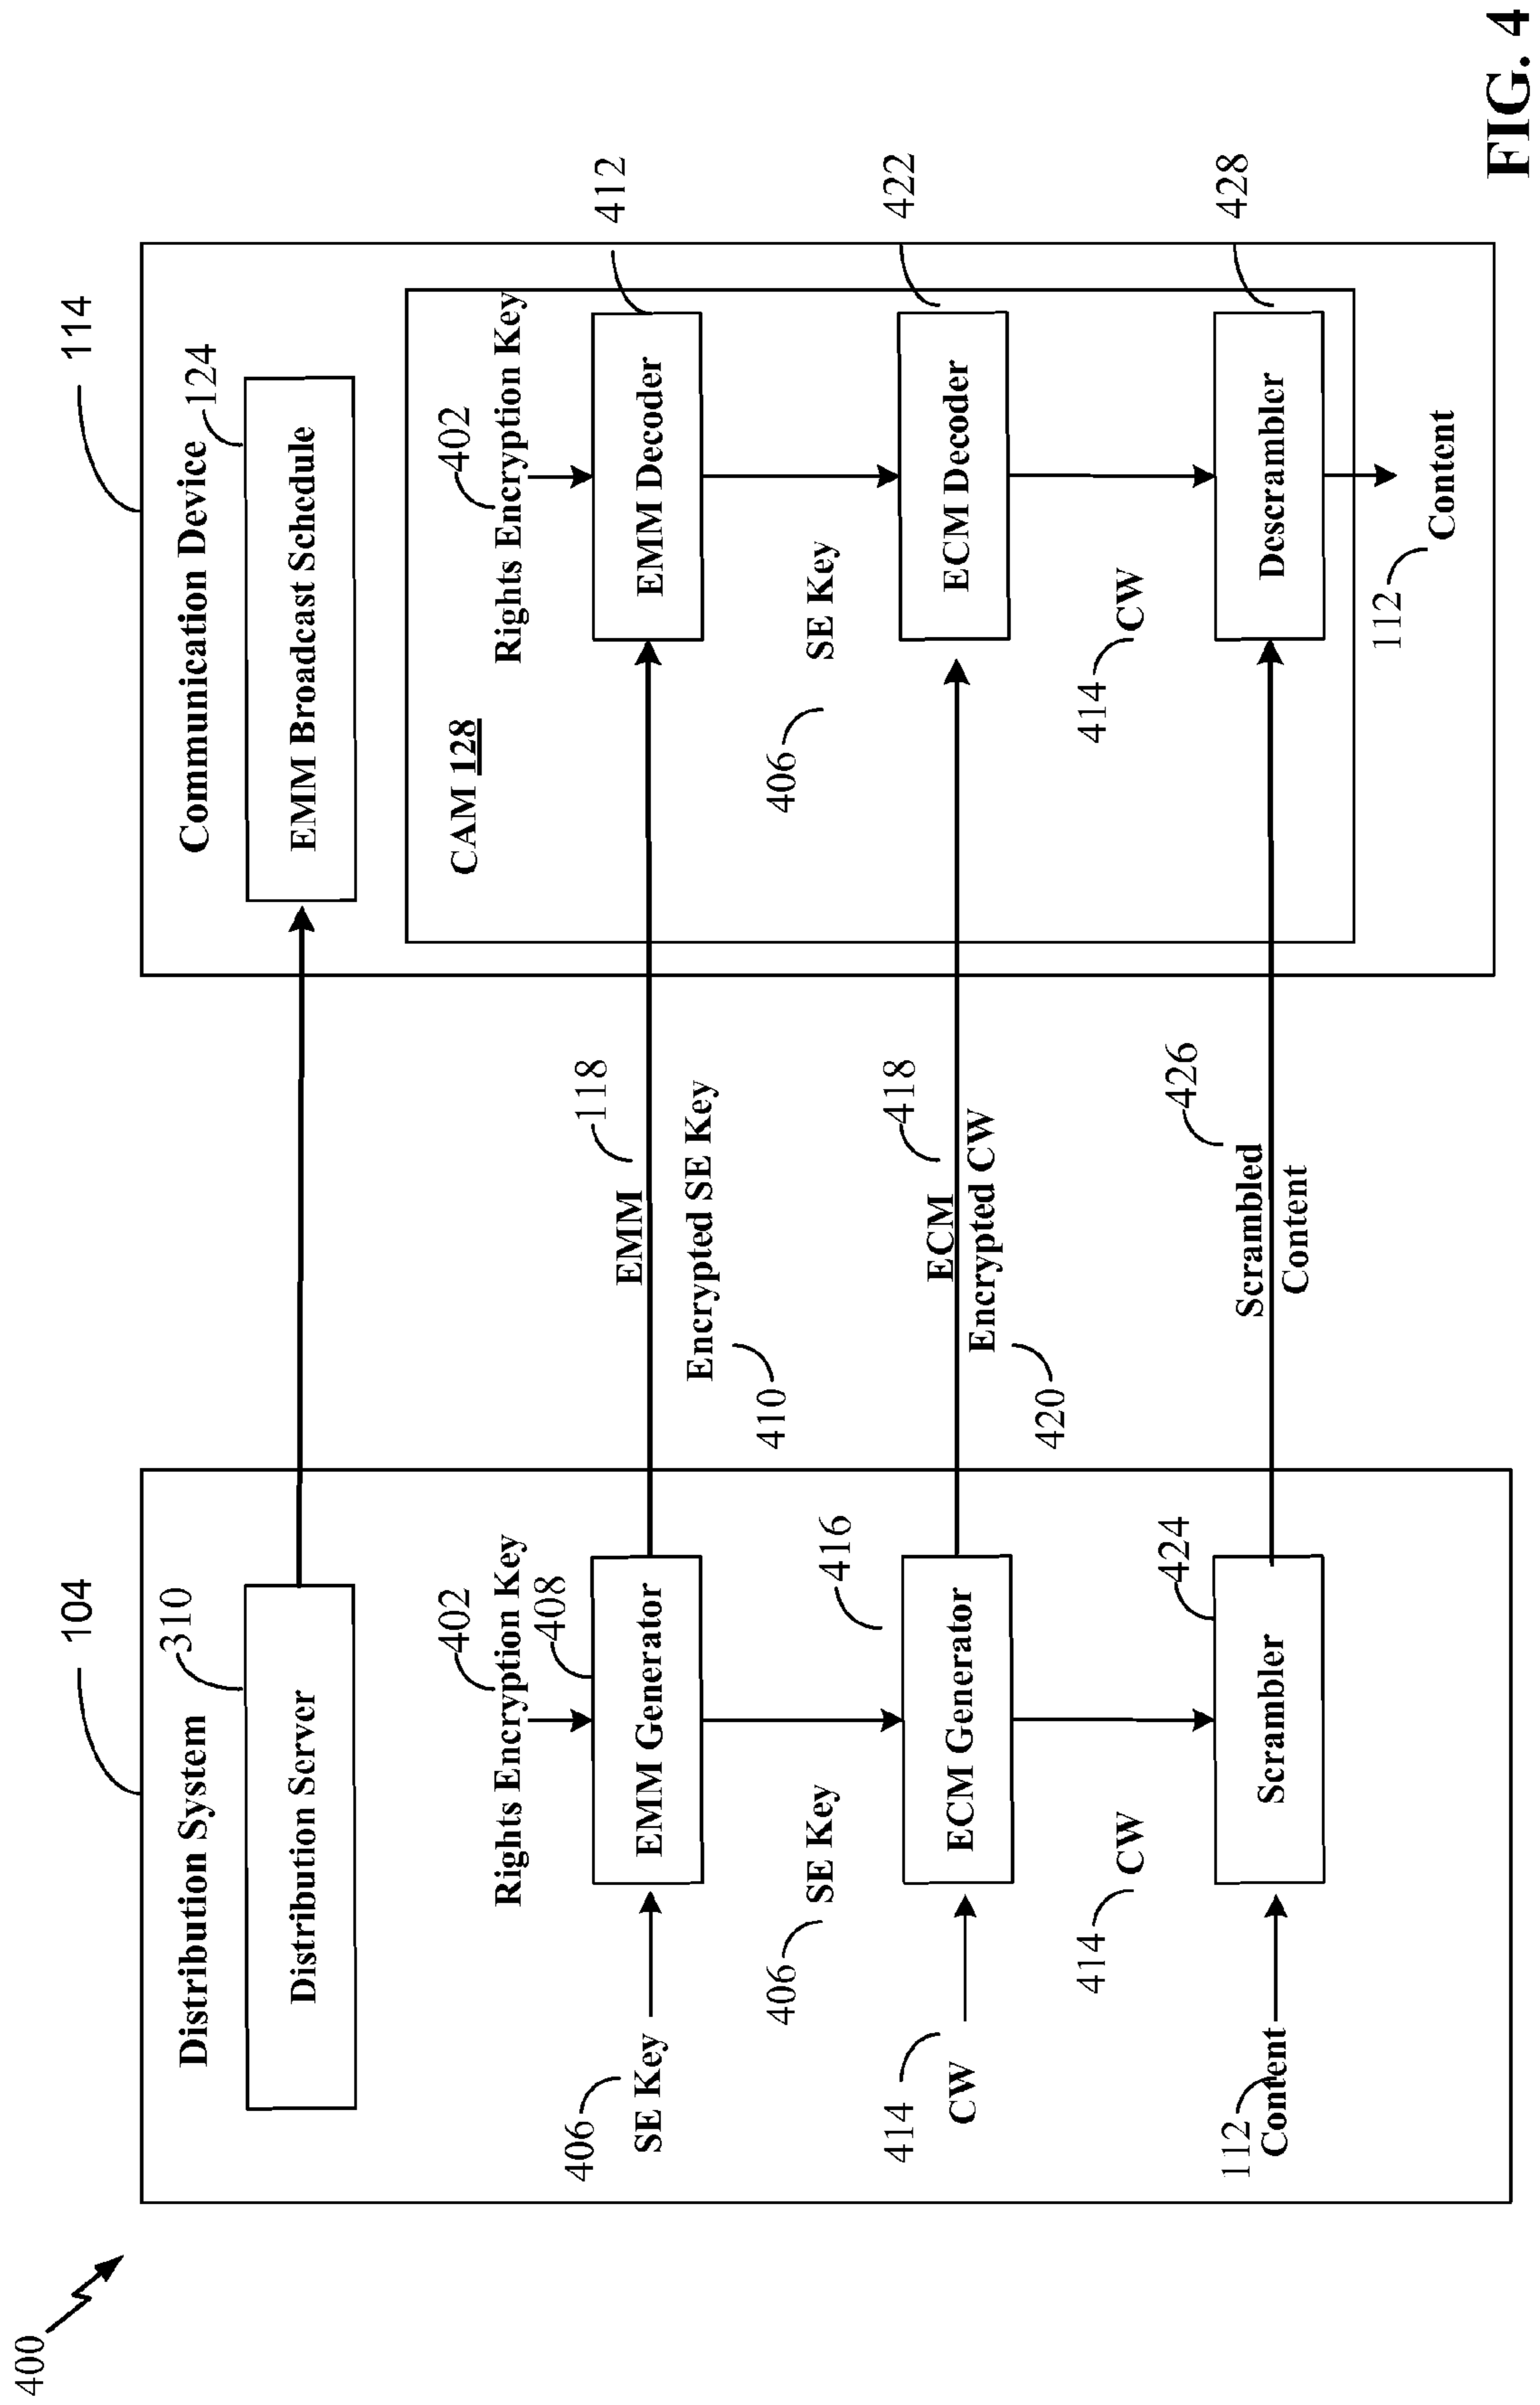 400
104
114
Distribution System
310
Distribution Server
Communication Device
124
EMM Broadcast Schedule
402
Rights Encryption Key
408
406
SE Key
EMM Generator
EMM
118
Encrypted SE Key
410
CAM 128
402
Rights Encryption Key
EMM Decoder
412
406
SE Key
416
414
CW
ECM Generator
ECM
418
Encrypted CW
420
406
SE Key
ECM Decoder
422
414
CW
424
112
Content
Scrambler
426
Scrambled
Content
414
CW
Descrambler
428
112
Content
FIG. 4